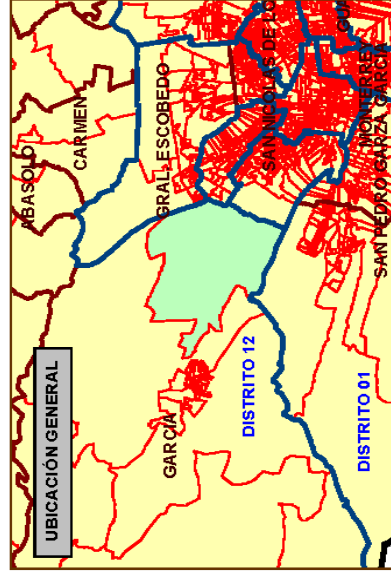 UBICACIÓN GENERAL
ABASOLO
CARMEN
GRAL. ESCOBEDO
SAN NICOLAS DE LO
GUA
GARCIA
MONTERREY
SAN PEDRO GARZA GARCIA
DISTRITO 12
DISTRITO 01